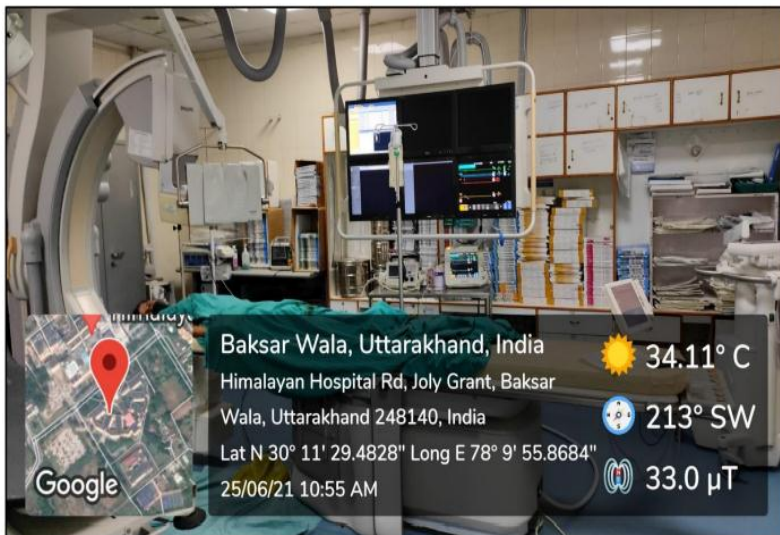 Baksar Wala, Uttarakhand, India
Himalayan Hospital Rd, Joly Grant, Baksar
Wala, Uttarakhand 248140, India
Lat N 30° 11' 29.4828" Long E 78° 9' 55.8684"
25/06/21 10:55 AM
34.11° C
213° SW
33.0 µT
Google